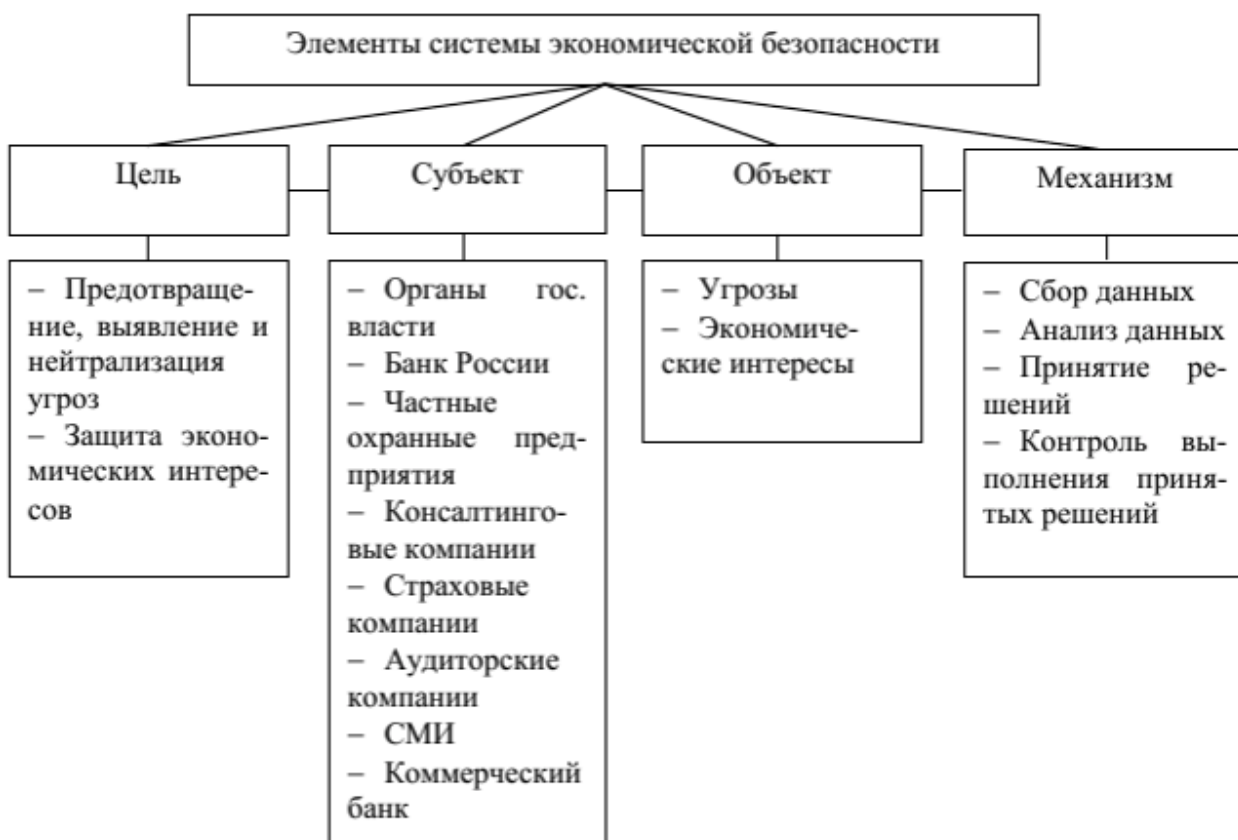 Элементы системы экономической безопасности
Цель
Субъект
Объект
Механизм
– Предотвраще-
ние, выявление и
нейтрализация
угроз
– Защита эконо-
мических интере-
сов
– Органы гос.
власти
– Банк России
– Частные
охранные пред-
приятия
– Консалтинго-
вые компании
– Страховые
компании
– Аудиторские
компании
– СМИ
– Коммерческий
банк
– Угрозы
– Экономиче-
ские интересы
– Сбор данных
– Анализ данных
– Принятие ре-
шений
– Контроль вы-
полнения приня-
тых решений